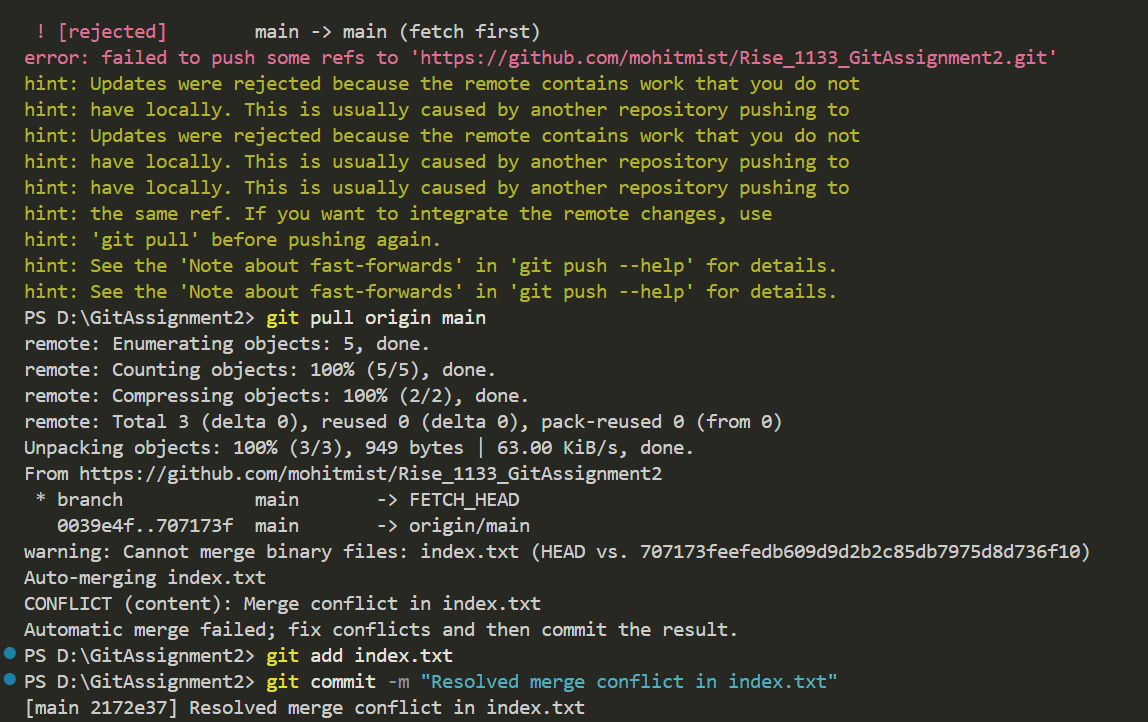 ! [rejected]        main -> main (fetch first)
error: failed to push some refs to 'https://github.com/mohitmist/Rise_1133_GitAssignment2.git'
hint: Updates were rejected because the remote contains work that you do not
hint: have locally. This is usually caused by another repository pushing to
hint: Updates were rejected because the remote contains work that you do not
hint: have locally. This is usually caused by another repository pushing to
hint: have locally. This is usually caused by another repository pushing to
hint: the same ref. If you want to integrate the remote changes, use
hint: 'git pull' before pushing again.
hint: See the 'Note about fast-forwards' in 'git push --help' for details.
hint: See the 'Note about fast-forwards' in 'git push --help' for details.
PS D:\GitAssignment2> git pull origin main
remote: Enumerating objects: 5, done.
remote: Counting objects: 100% (5/5), done.
remote: Compressing objects: 100% (2/2), done.
remote: Total 3 (delta 0), reused 0 (delta 0), pack-reused 0 (from 0)
Unpacking objects: 100% (3/3), 949 bytes | 63.00 KiB/s, done.
From https://github.com/mohitmist/Rise_1133_GitAssignment2
 * branch            main       -> FETCH_HEAD
   0039e4f..707173f  main       -> origin/main
warning: Cannot merge binary files: index.txt (HEAD vs. 707173feefedb609d9d2b2c85db7975d8d736f10)
Auto-merging index.txt
CONFLICT (content): Merge conflict in index.txt
Automatic merge failed; fix conflicts and then commit the result.
PS D:\GitAssignment2> git add index.txt
PS D:\GitAssignment2> git commit -m "Resolved merge conflict in index.txt"
[main 2172e37] Resolved merge conflict in index.txt